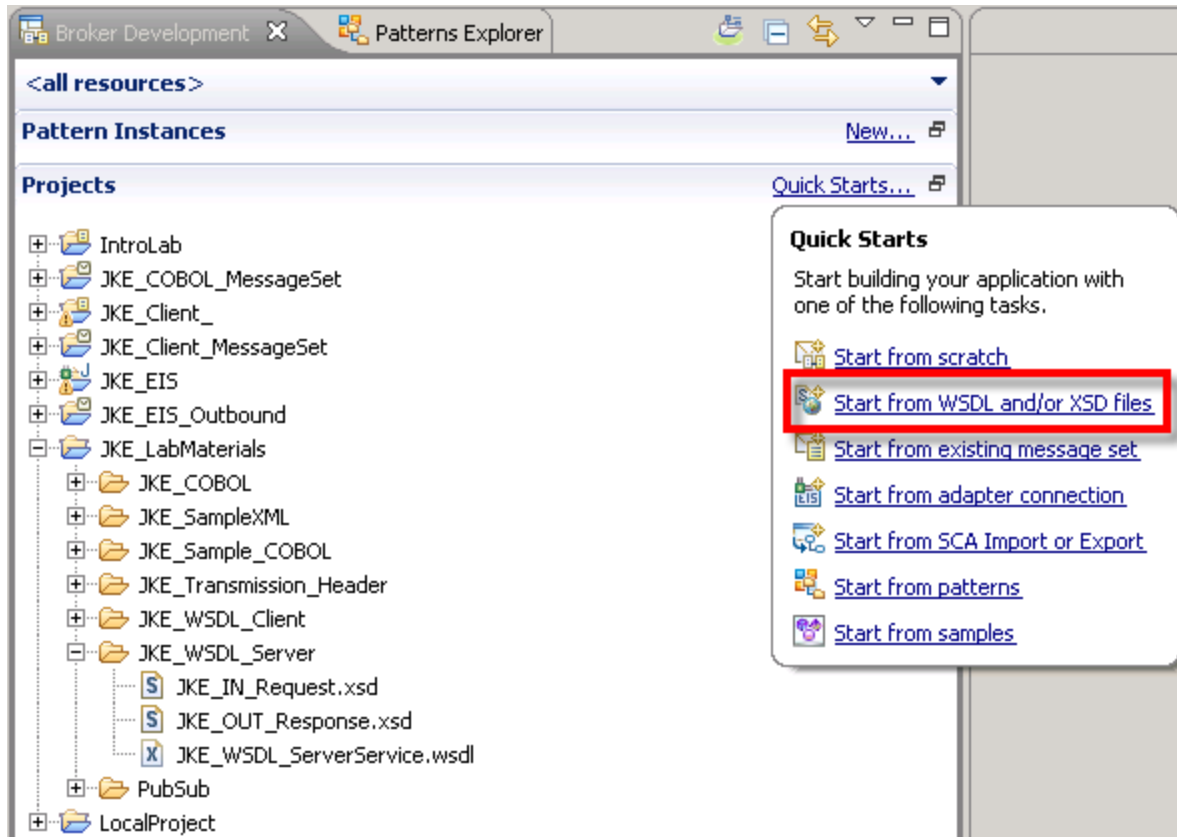 Broker Development
Patterns Explorer
<all resources>
Pattern Instances
New...
Projects
Quick Starts...
IntroLab
JKE_COBOL_MessageSet
JKE_Client_
JKE_Client_MessageSet
JKE_EIS
JKE_EIS_Outbound
JKE_LabMaterials
JKE_COBOL
JKE_SampleXML
JKE_Sample_COBOL
JKE_Transmission_Header
JKE_WSDL_Client
JKE_WSDL_Server
JKE_IN_Request.xsd
JKE_OUT_Response.xsd
JKE_WSDL_ServerService.wsdl
PubSub
LocalProject
Quick Starts
Start building your application with
one of the following tasks.
Start from scratch
Start from WSDL and/or XSD files
Start from existing message set
Start from adapter connection
Start from SCA Import or Export
Start from patterns
Start from samples